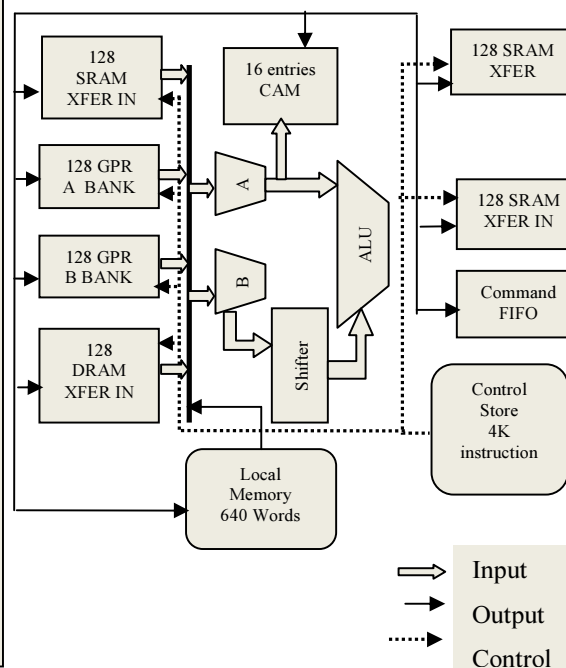 128
SRAM
XFER IN
16 entries
CAM
128 SRAM
XFER
128 GPR
A BANK
A
128 SRAM
XFER IN
ALU
128 GPR
B BANK
B
Command
FIFO
128
DRAM
XFER IN
Shifter
Control
Store
4K
instruction
Local
Memory
640 Words
Input
Output
Control